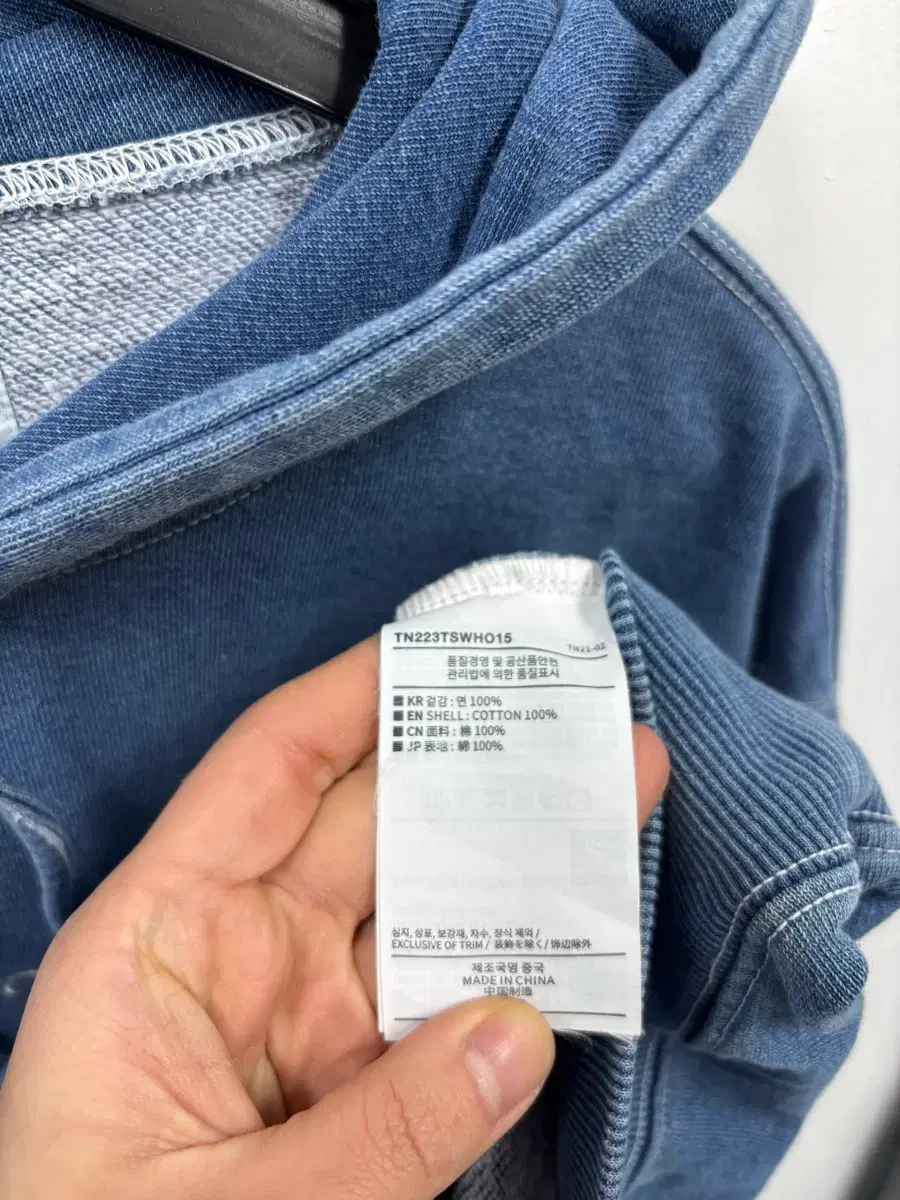 TN223TSWHO15
TN21-02
품질경영 및 공산품안전
관리법에 의한 품질표시
KR 겉감 : 면 100%
EN SHELL : COTTON 100%
CN 面料 : 棉 100%
JP 表地 : 綿 100%
심지, 상표, 보강재, 자수, 장식 제외 /
EXCLUSIVE OF TRIM / 装飾を除く / 饰边除外
제조국명 중국
MADE IN CHINA
中国制造